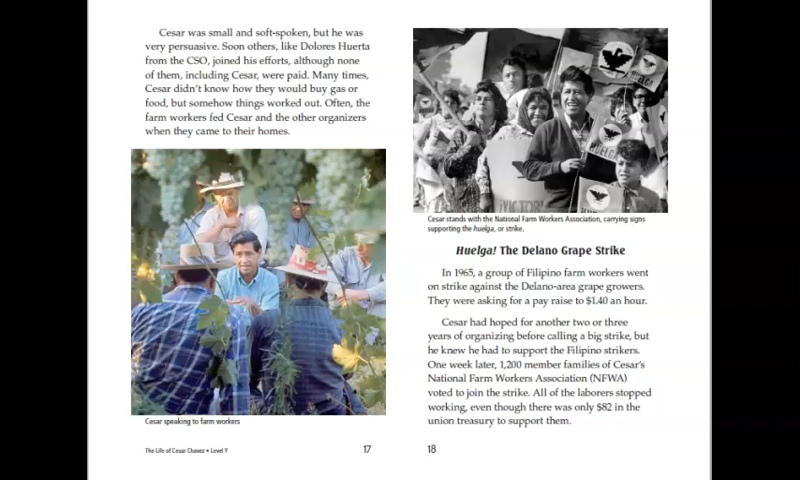 Cesar was small and soft-spoken, but he was
very persuasive. Soon others, like Dolores Huerta
from the CSO, joined his efforts, although none
of them, including Cesar, were paid. Many times,
Cesar didn't know how they would buy gas or
food, but somehow things worked out. Often, the
farm workers fed Cesar and the other organizers
when they came to their homes.
Cesar speaking to farm workers
The Life of Cesar Chavez • Level Y
17
HUELGA
HUELGA
¡VICTOR
Cesar stands with the National Farm Workers Association, carrying signs
supporting the huelga, or strike.
Huelga! The Delano Grape Strike
In 1965, a group of Filipino farm workers went
on strike against the Delano-area grape growers.
They were asking for a pay raise to $1.40 an hour.
Cesar had hoped for another two or three
years of organizing before calling a big strike, but
he knew he had to support the Filipino strikers.
One week later, 1,200 member families of Cesar's
National Farm Workers Association (NFWA)
voted to join the strike. All of the laborers stopped
working, even though there was only $82 in the
union treasury to support them.
18